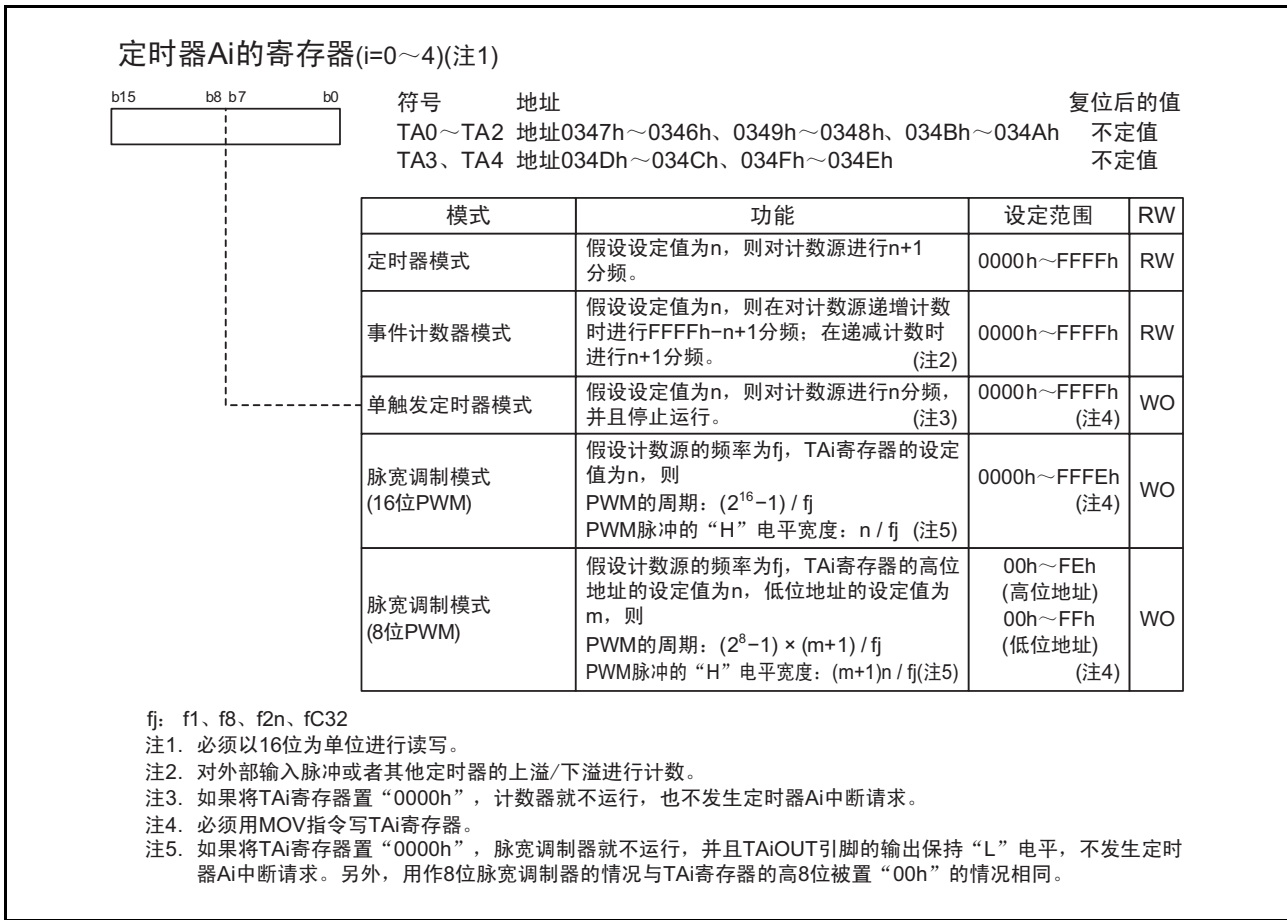 定时器Ai的寄存器(i=0～4)(注1)
b15 b8 b7 b0
符号 地址 复位后的值
TA0～TA2 地址0347h～0346h、0349h～0348h、034Bh～034Ah 不定值
TA3、TA4 地址034Dh～034Ch、034Fh～034Eh 不定值
模式 功能 设定范围 RW
定时器模式
假设设定值为n，则对计数源进行n+1
分频。
0000h～FFFFh RW
事件计数器模式
假设设定值为n，则在对计数源递增计数
时进行FFFFh−n+1分频；在递减计数时
进行n+1分频。 (注2)
0000h～FFFFh RW
单触发定时器模式
假设设定值为n，则对计数源进行n分频，
并且停止运行。 (注3)
0000h～FFFFh
(注4)
WO
脉宽调制模式
(16位PWM)
假设计数源的频率为fj，TAi寄存器的设定
值为n，则
PWM的周期：(2¹⁶−1) / fj
PWM脉冲的“H”电平宽度：n / fj (注5)
0000h～FFFEh
(注4)
WO
脉宽调制模式
(8位PWM)
假设计数源的频率为fj，TAi寄存器的高位
地址的设定值为n，低位地址的设定值为
m，则
PWM的周期：(2⁸−1) × (m+1) / fj
PWM脉冲的“H”电平宽度：(m+1)n / fj(注5)
00h～FEh
(高位地址)
00h～FFh
(低位地址)
(注4)
WO
fj： f1、f8、f2n、fC32
注1. 必须以16位为单位进行读写。
注2. 对外部输入脉冲或者其他定时器的上溢/下溢进行计数。
注3. 如果将TAi寄存器置“0000h”，计数器就不运行，也不发生定时器Ai中断请求。
注4. 必须用MOV指令写TAi寄存器。
注5. 如果将TAi寄存器置“0000h”，脉宽调制器就不运行，并且TAiOUT引脚的输出保持“L”电平，不发生定时
器Ai中断请求。另外，用作8位脉宽调制器的情况与TAi寄存器的高8位被置“00h”的情况相同。